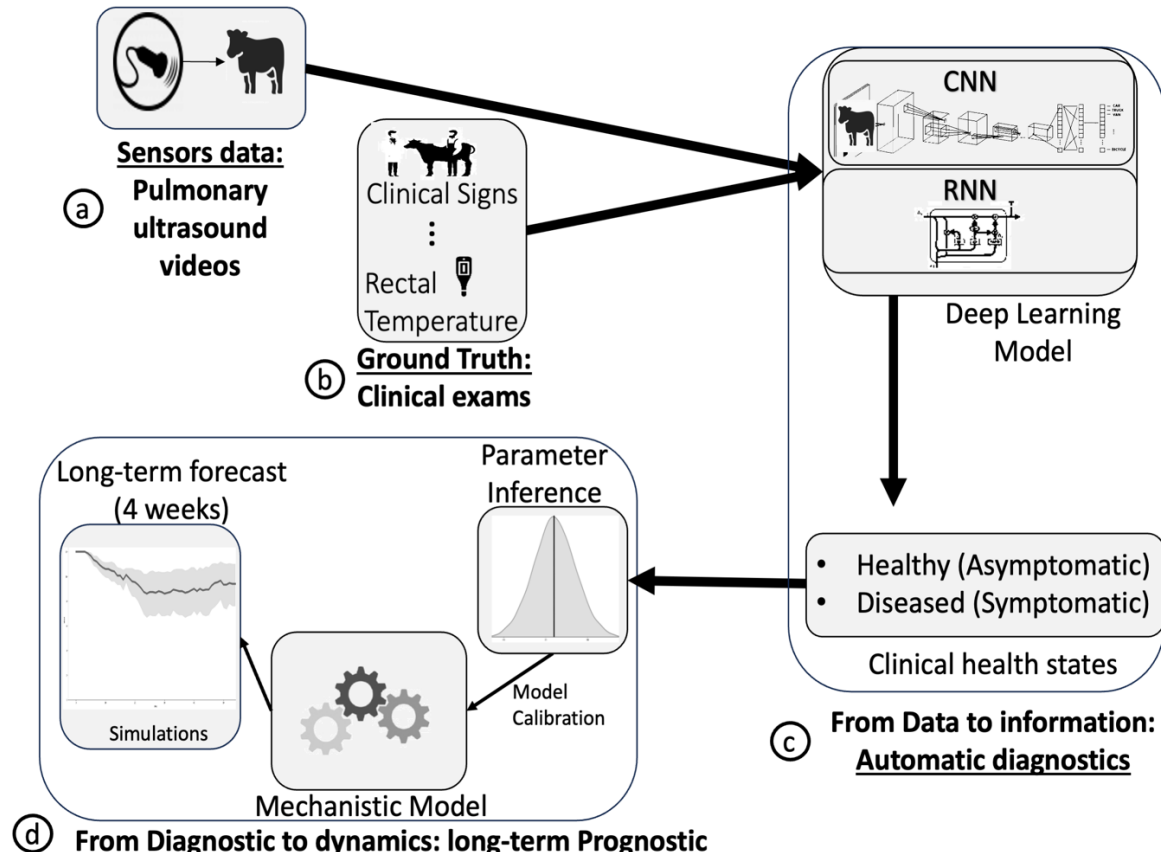 Sensors data:
Pulmonary
ultrasound
videos
a
Clinical Signs
Rectal
Temperature
Ground Truth:
Clinical exams
b
CNN
RNN
Deep Learning
Model
• Healthy (Asymptomatic)
• Diseased (Symptomatic)
Clinical health states
c
From Data to information:
Automatic diagnostics
Parameter
Inference
Model
Calibration
Mechanistic Model
Long-term forecast
(4 weeks)
Simulations
d
From Diagnostic to dynamics: long-term Prognostic